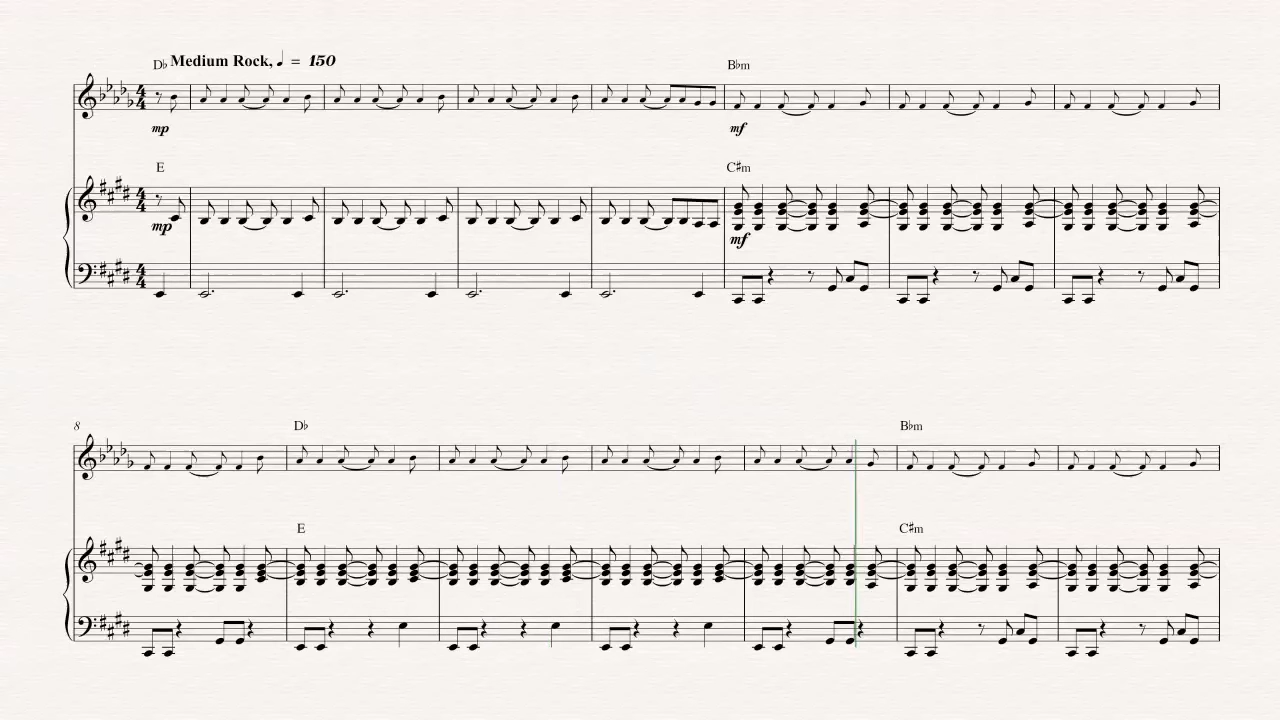 D♭ Medium Rock, ♩ = 150
mp
mf
B♭m
E
C♯m
mp
mf
8
D♭
B♭m
E
C♯m